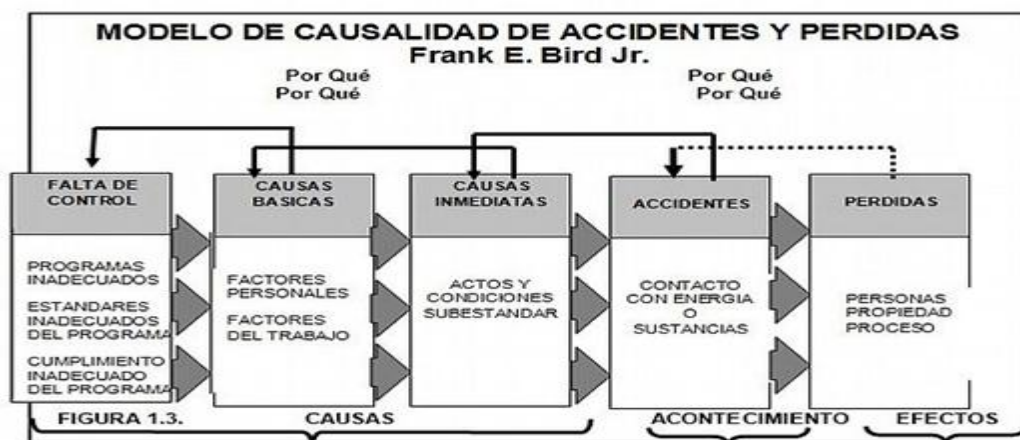 MODELO DE CAUSALIDAD DE ACCIDENTES Y PERDIDAS
Frank E. Bird Jr.
Por Qué
Por Qué
Por Qué
Por Qué
FALTA DE
CONTROL
PROGRAMAS
INADECUADOS
ESTANDARES
INADECUADOS
DEL PROGRAMA
CUMPLIMIENTO
INADECUADO
DEL PROGRAMA
CAUSAS
BASICAS
FACTORES
PERSONALES
FACTORES
DEL TRABAJO
CAUSAS
INMEDIATAS
ACTOS Y
CONDICIONES
SUBESTANDAR
ACCIDENTES
CONTACTO
CON ENERGIA
O
SUSTANCIAS
PERDIDAS
PERSONAS
PROPIEDAD
PROCESO
FIGURA 1.3.
CAUSAS
ACONTECIMIENTO
EFECTOS